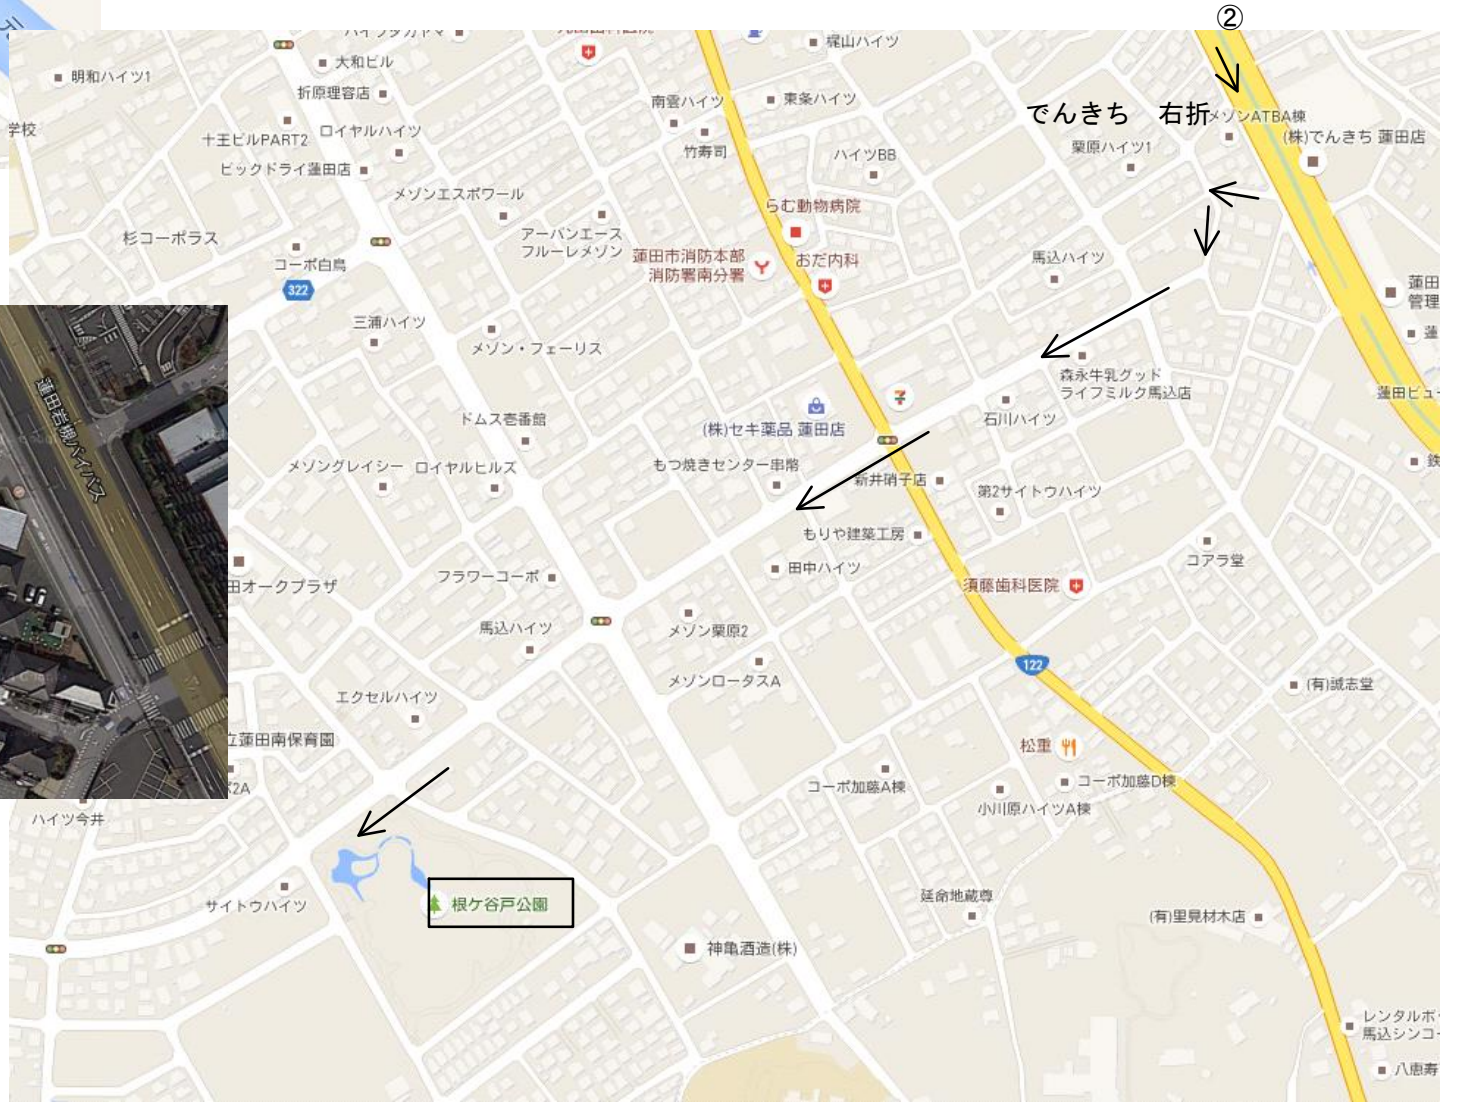 ②
梶山ハイツ
大和ビル
明和ハイツ1
折原理容店
南雲ハイツ
東条ハイツ
でんきち 右折
メゾンATBA棟
(株)でんきち 蓮田店
学校
十王ビルPART2
ロイヤルハイツ
竹寿司
ハイツBB
栗原ハイツ1
ビックドライ蓮田店
メゾンエスポワール
らむ動物病院
杉コーポラス
アーバンエース
フルーレメゾン
蓮田市消防本部
消防署南分署
おだ内科
馬込ハイツ
コーポ白鳥
322
蓮田
管理
三浦ハイツ
メゾン・フェーリス
蓮
森永牛乳グッド
ライフミルク馬込店
蓮田ビュー
蓮田岩槻バイパス
ドムス壱番館
(株)セキ薬品 蓮田店
石川ハイツ
メゾングレイシー
ロイヤルヒルズ
もつ焼きセンター串幣
新井硝子店
第2サイトウハイツ
鉄
もりや建築工房
コアラ堂
田オークプラザ
フラワーコーポ
田中ハイツ
須藤歯科医院
馬込ハイツ
メゾン栗原2
122
メゾンロータスA
(有)誠志堂
エクセルハイツ
立蓮田南保育園
松重
2A
コーポ加藤A棟
コーポ加藤D棟
小川原ハイツA棟
ハイツ今井
サイトウハイツ
根ケ谷戸公園
延命地蔵尊
(有)里見材木店
神亀酒造(株)
レンタルボ
馬込シンコー
八恵寿